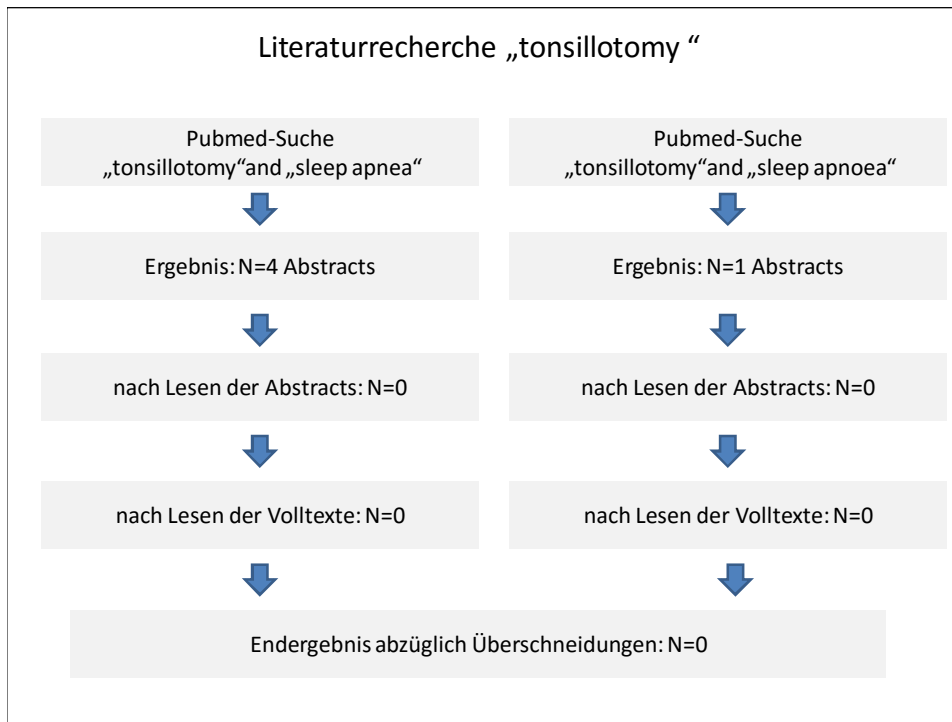 Literaturrecherche „tonsillotomy “
Pubmed-Suche
„tonsillotomy“and „sleep apnea“
Ergebnis: N=4 Abstracts
nach Lesen der Abstracts: N=0
nach Lesen der Volltexte: N=0
Pubmed-Suche
„tonsillotomy“and „sleep apnoea“
Ergebnis: N=1 Abstracts
nach Lesen der Abstracts: N=0
nach Lesen der Volltexte: N=0
Endergebnis abzüglich Überschneidungen: N=0